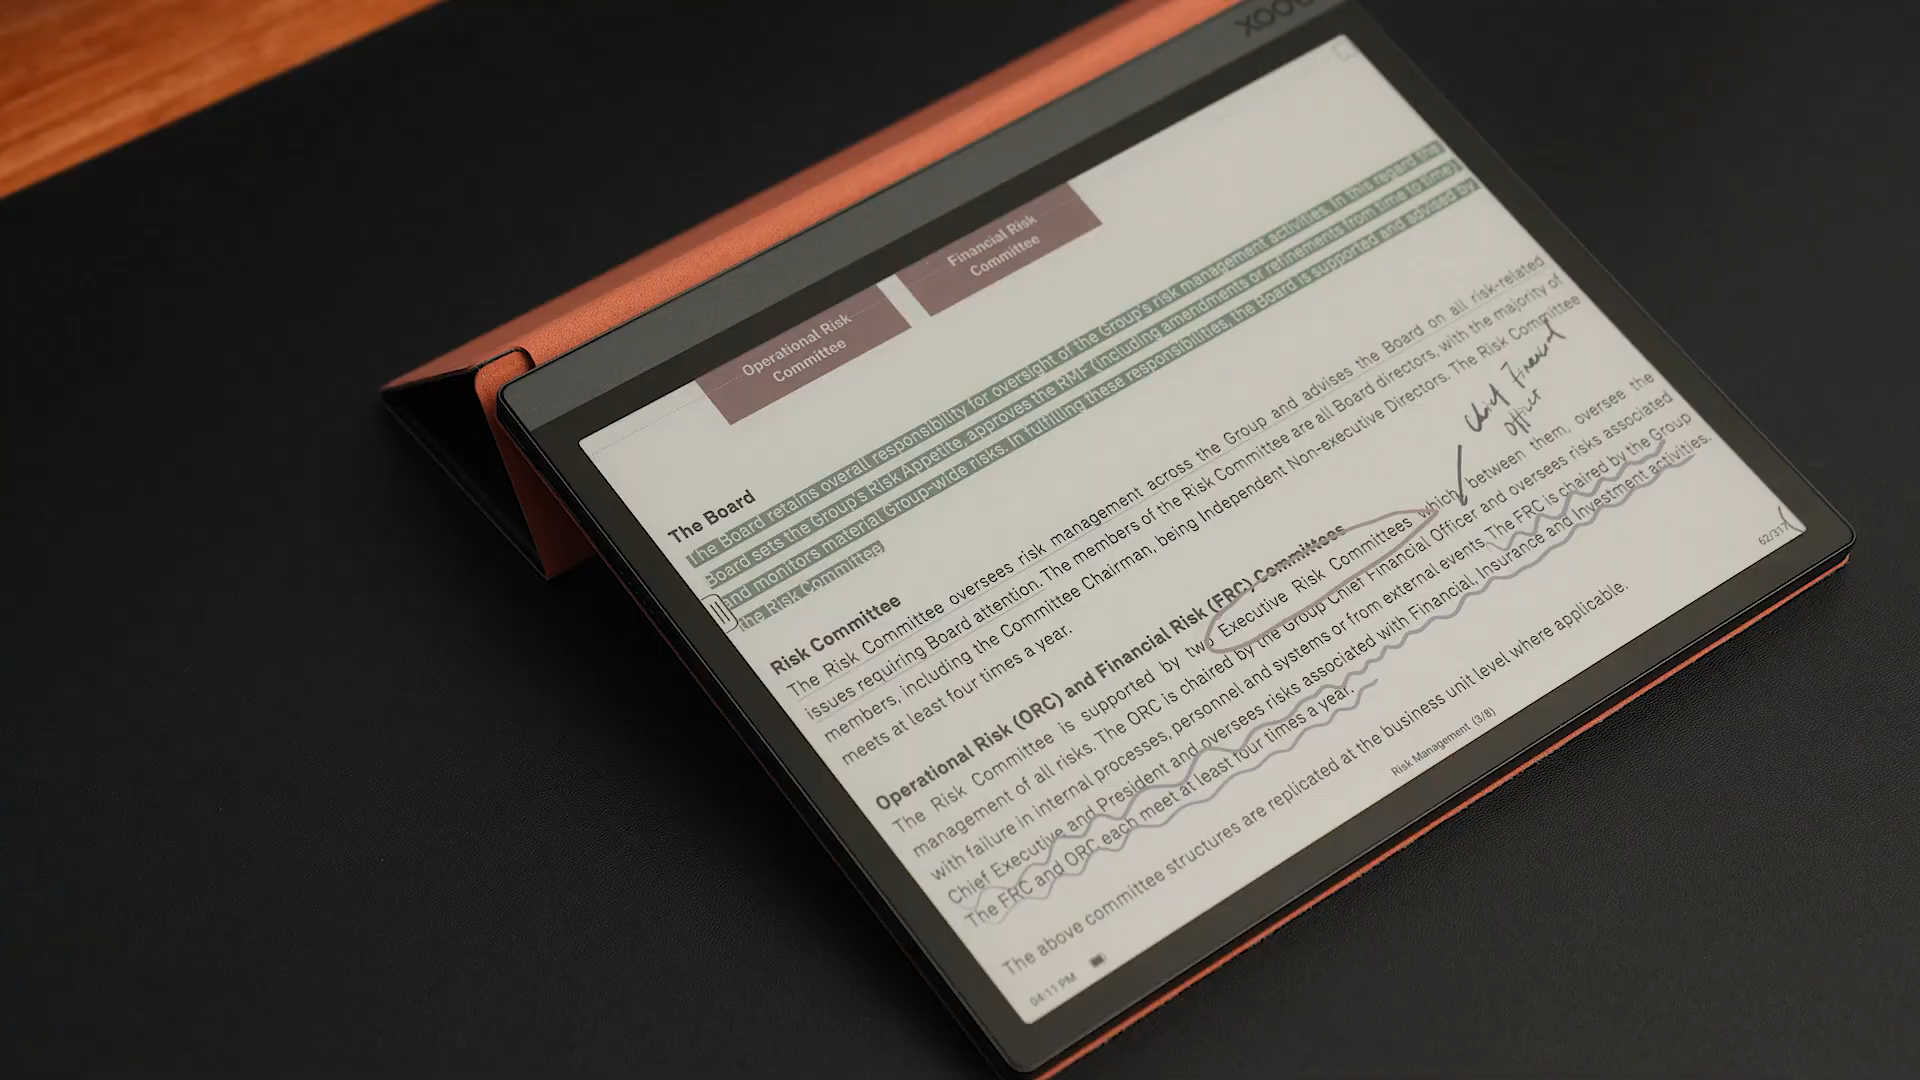 BOOX
Financial Risk
Committee
Operational Risk
Committee
The Board
The Board retains overall responsibility for oversight of the Group's risk management activities. In this regard the
Board sets the Group's Risk Appetite, approves the RMF (including amendments or refinements from time to time)
and monitors material Group-wide risks. In fulfilling these responsibilities, the Board is supported and advised by
the Risk Committee.
Risk Committee
The Risk Committee oversees risk management across the Group and advises the Board on all risk-related
issues requiring Board attention. The members of the Risk Committee are all Board directors, with the majority of
members, including the Committee Chairman, being Independent Non-executive Directors. The Risk Committee
meets at least four times a year.
Chief Financial
Officer
Operational Risk (ORC) and Financial Risk (FRC) Committees
The Risk Committee is supported by two Executive Risk Committees which, between them, oversee the
management of all risks. The ORC is chaired by the Group Chief Financial Officer and oversees risks associated
with failure in internal processes, personnel and systems or from external events. The FRC is chaired by the Group
Chief Executive and President and oversees risks associated with Financial, Insurance and Investment activities.
The FRC and ORC each meet at least four times a year.
The above committee structures are replicated at the business unit level where applicable.
04:11 PM
Risk Management (3/8)
62/317